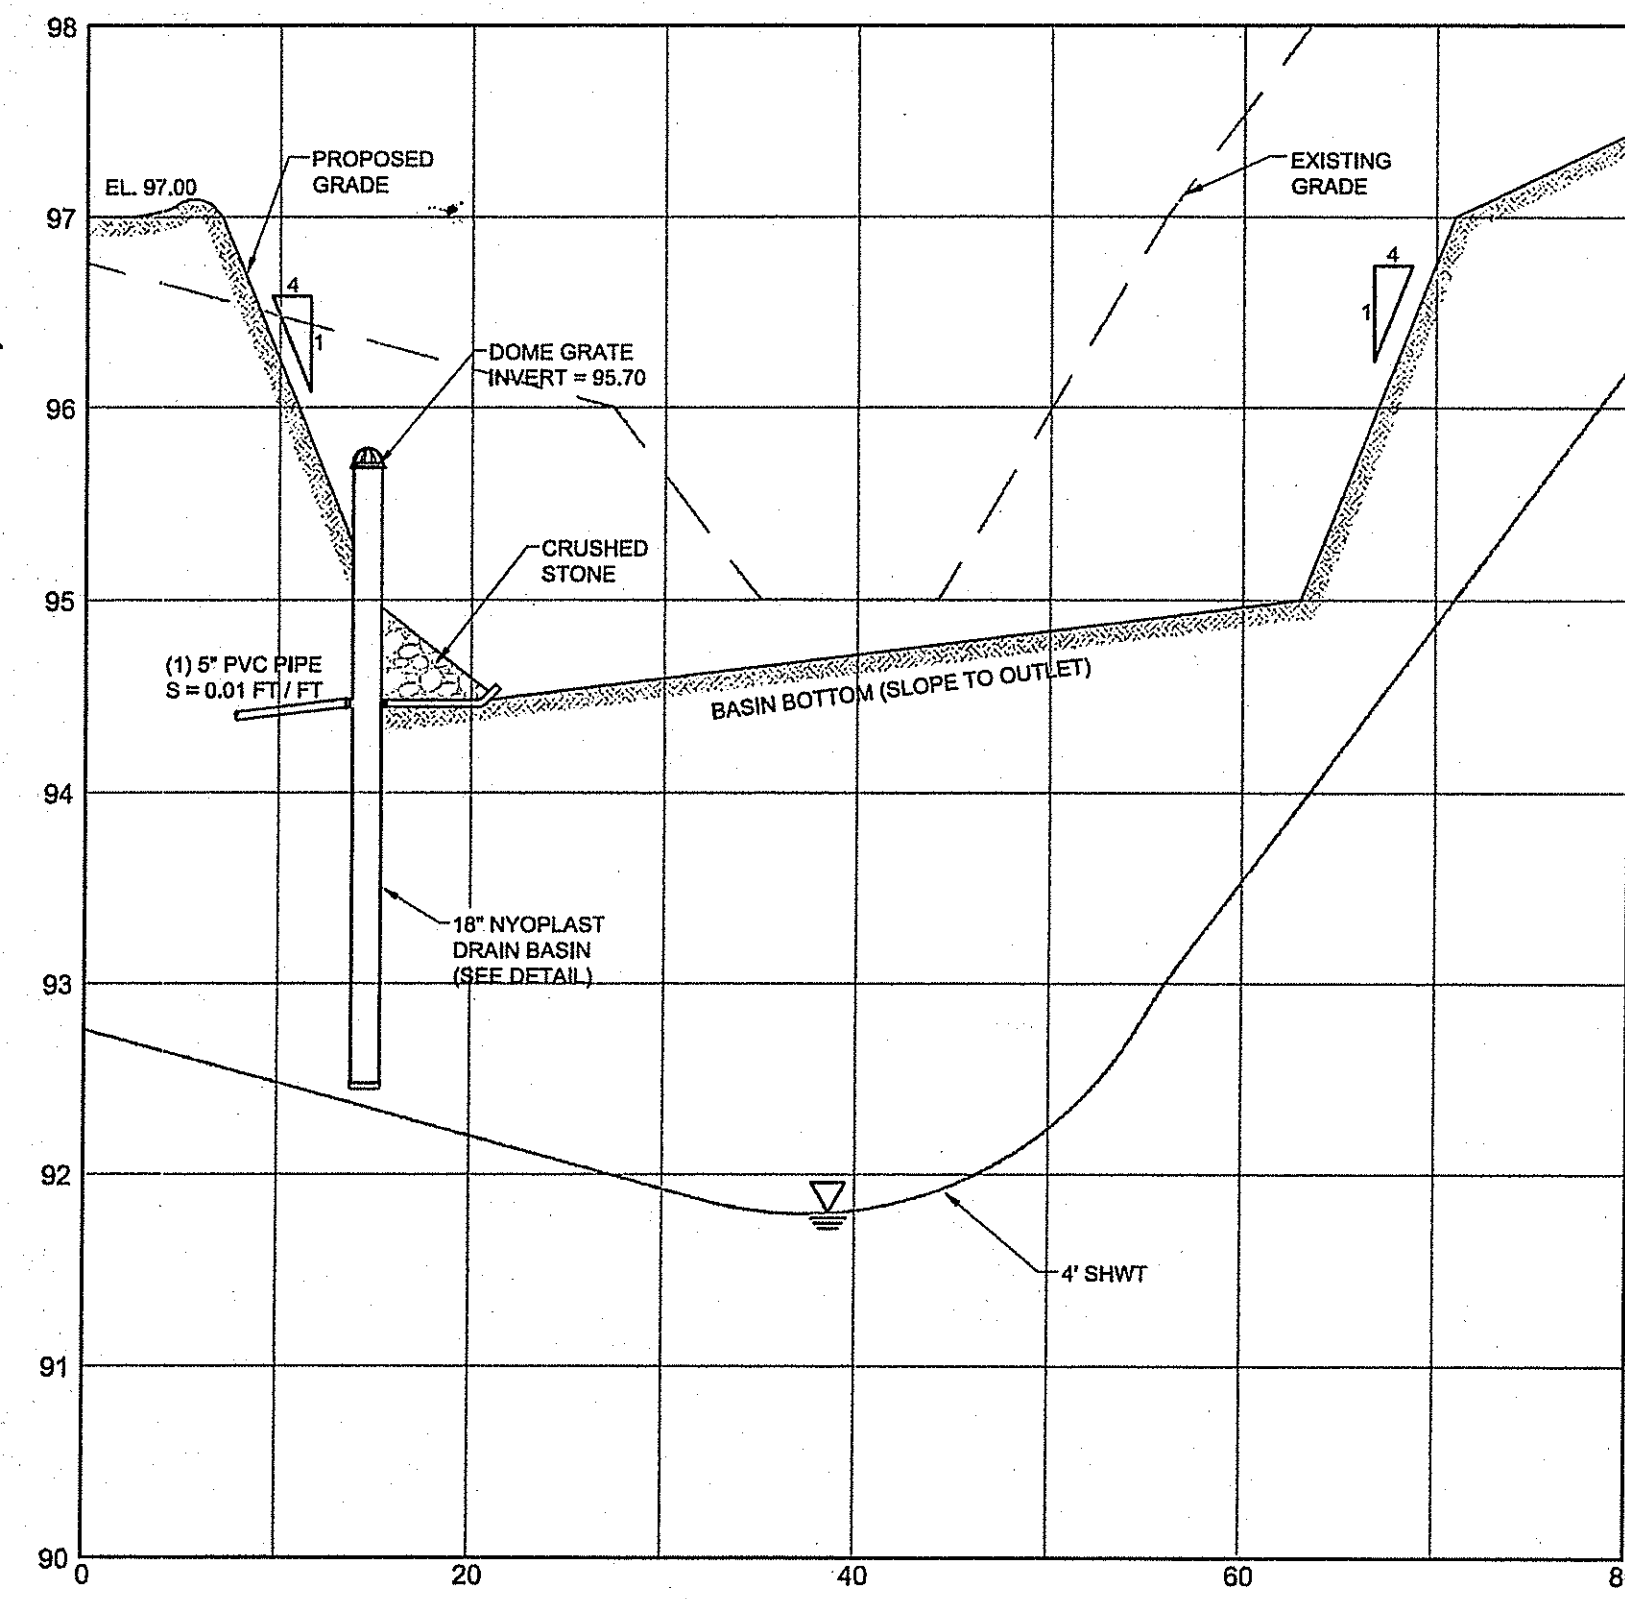 98
PROPOSED
GRADE
EXISTING
GRADE
EL. 97.00
97
4
1
4
1
DOME GRATE
INVERT = 95.70
96
CRUSHED
STONE
95
(1) 5" PVC PIPE
S = 0.01 FT / FT
BASIN BOTTOM (SLOPE TO OUTLET)
94
18" NYOPLAST
DRAIN BASIN
(SEE DETAIL)
93
92
4' SHWT
91
90
0
20
40
60
8